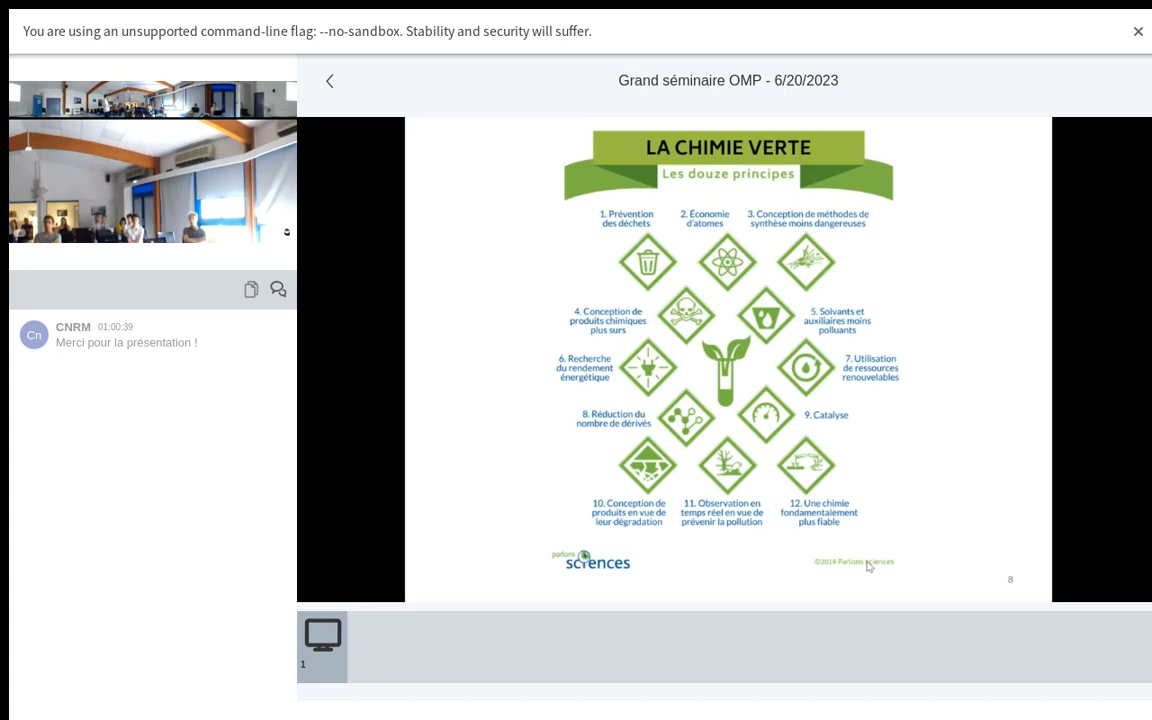 You are using an unsupported command-line flag: --no-sandbox. Stability and security will suffer.
Grand séminaire OMP - 6/20/2023
Cn
CNRM 01:00:39
Merci pour la présentation !
LA CHIMIE VERTE
Les douze principes
1. Prévention
des déchets
2. Économie
d'atomes
3. Conception de méthodes de
synthèse moins dangereuses
4. Conception de
produits chimiques
plus surs
5. Solvants et
auxiliaires moins
polluants
6. Recherche
du rendement
énergétique
7. Utilisation
de ressources
renouvelables
8. Réduction du
nombre de dérivés
9. Catalyse
10. Conception de
produits en vue de
leur dégradation
11. Observation en
temps réel en vue de
prévenir la pollution
12. Une chimie
fondamentalement
plus fiable
parlons
sciences
©2019 Parlons sciences
8
1